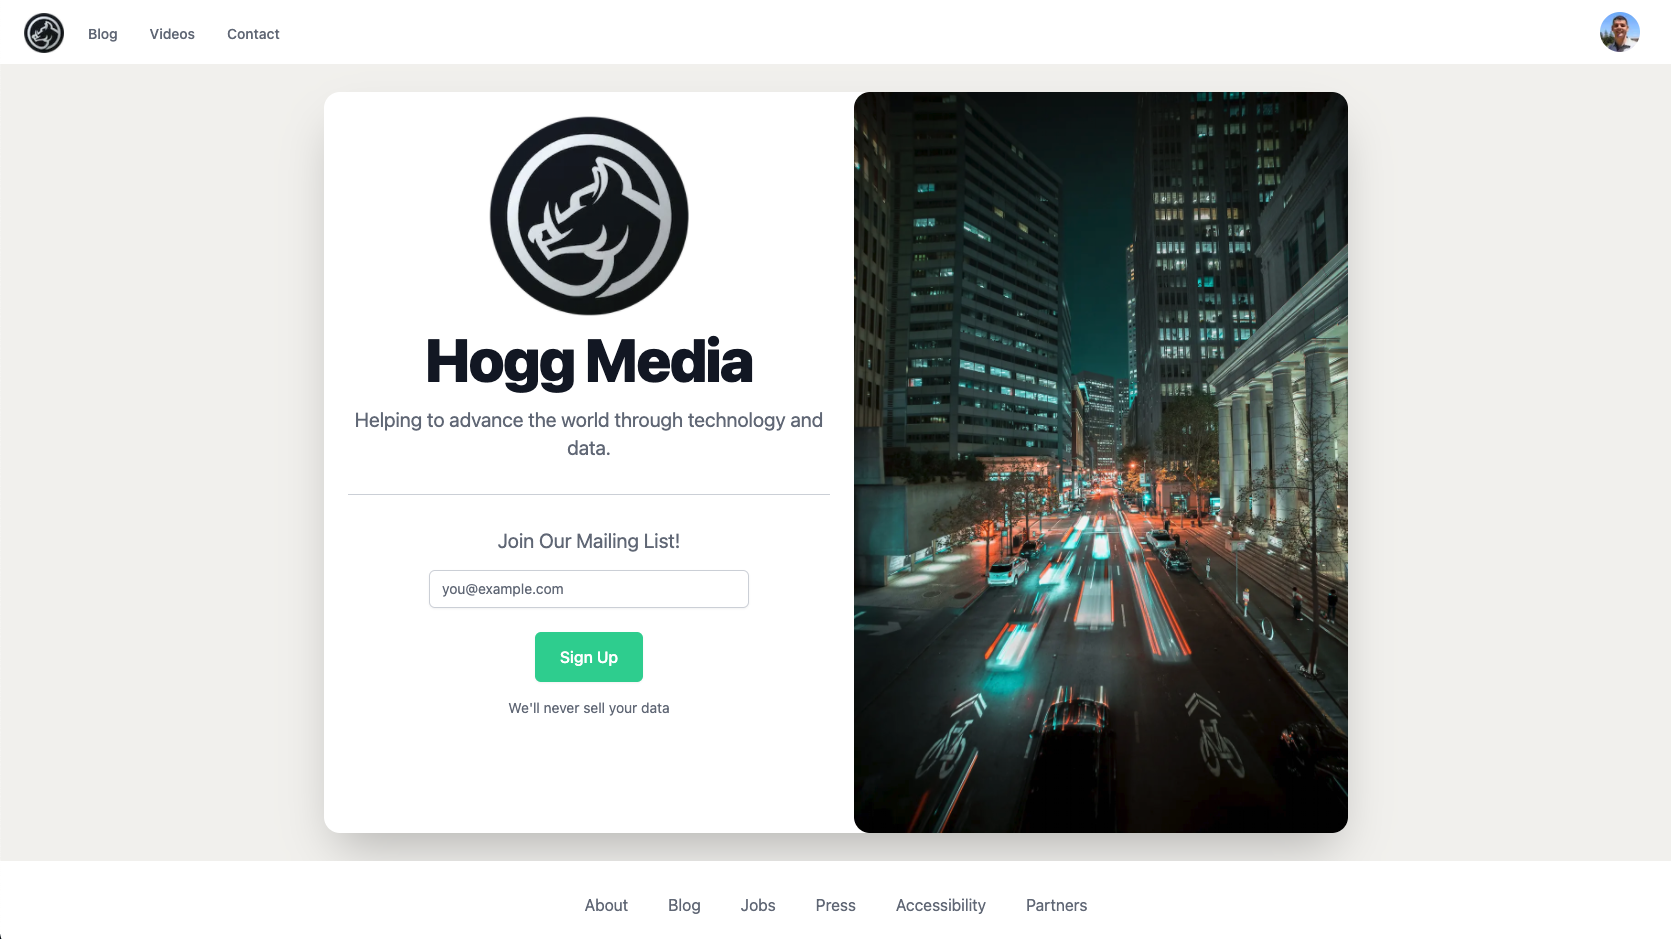 Blog Videos Contact
Hogg Media
Helping to advance the world through technology and
data.
Join Our Mailing List!
you@example.com
Sign Up
We'll never sell your data
About Blog Jobs Press Accessibility Partners